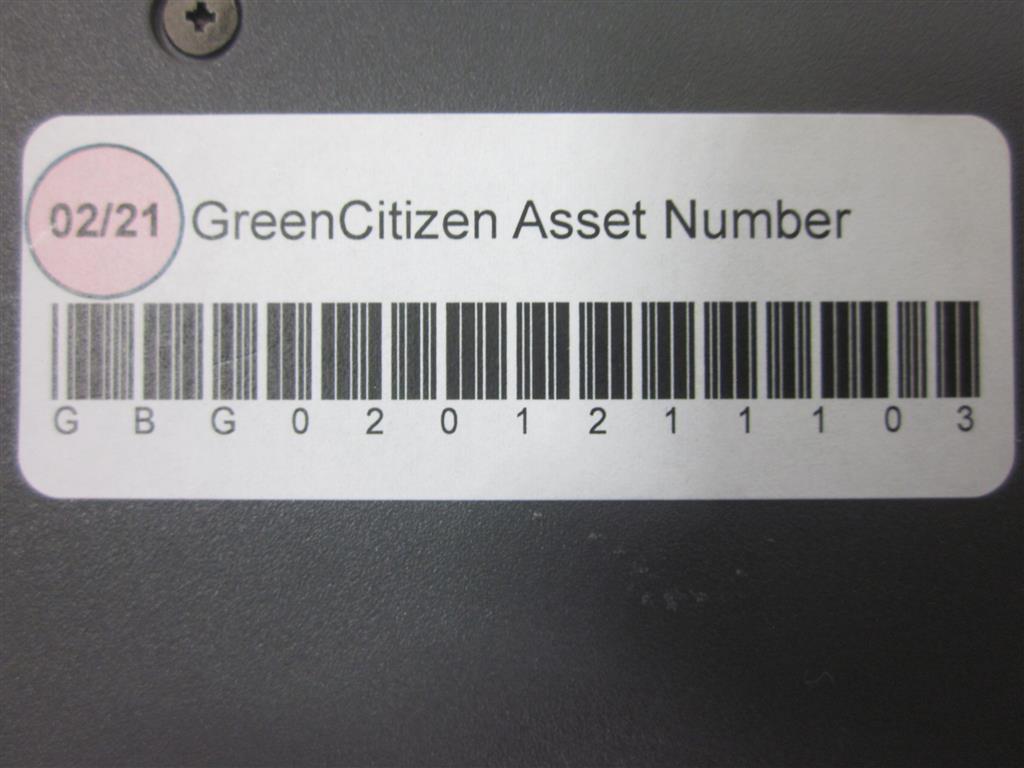 02/21 GreenCitizen Asset Number
G B G 0 2 0 1 2 1 1 1 0 3